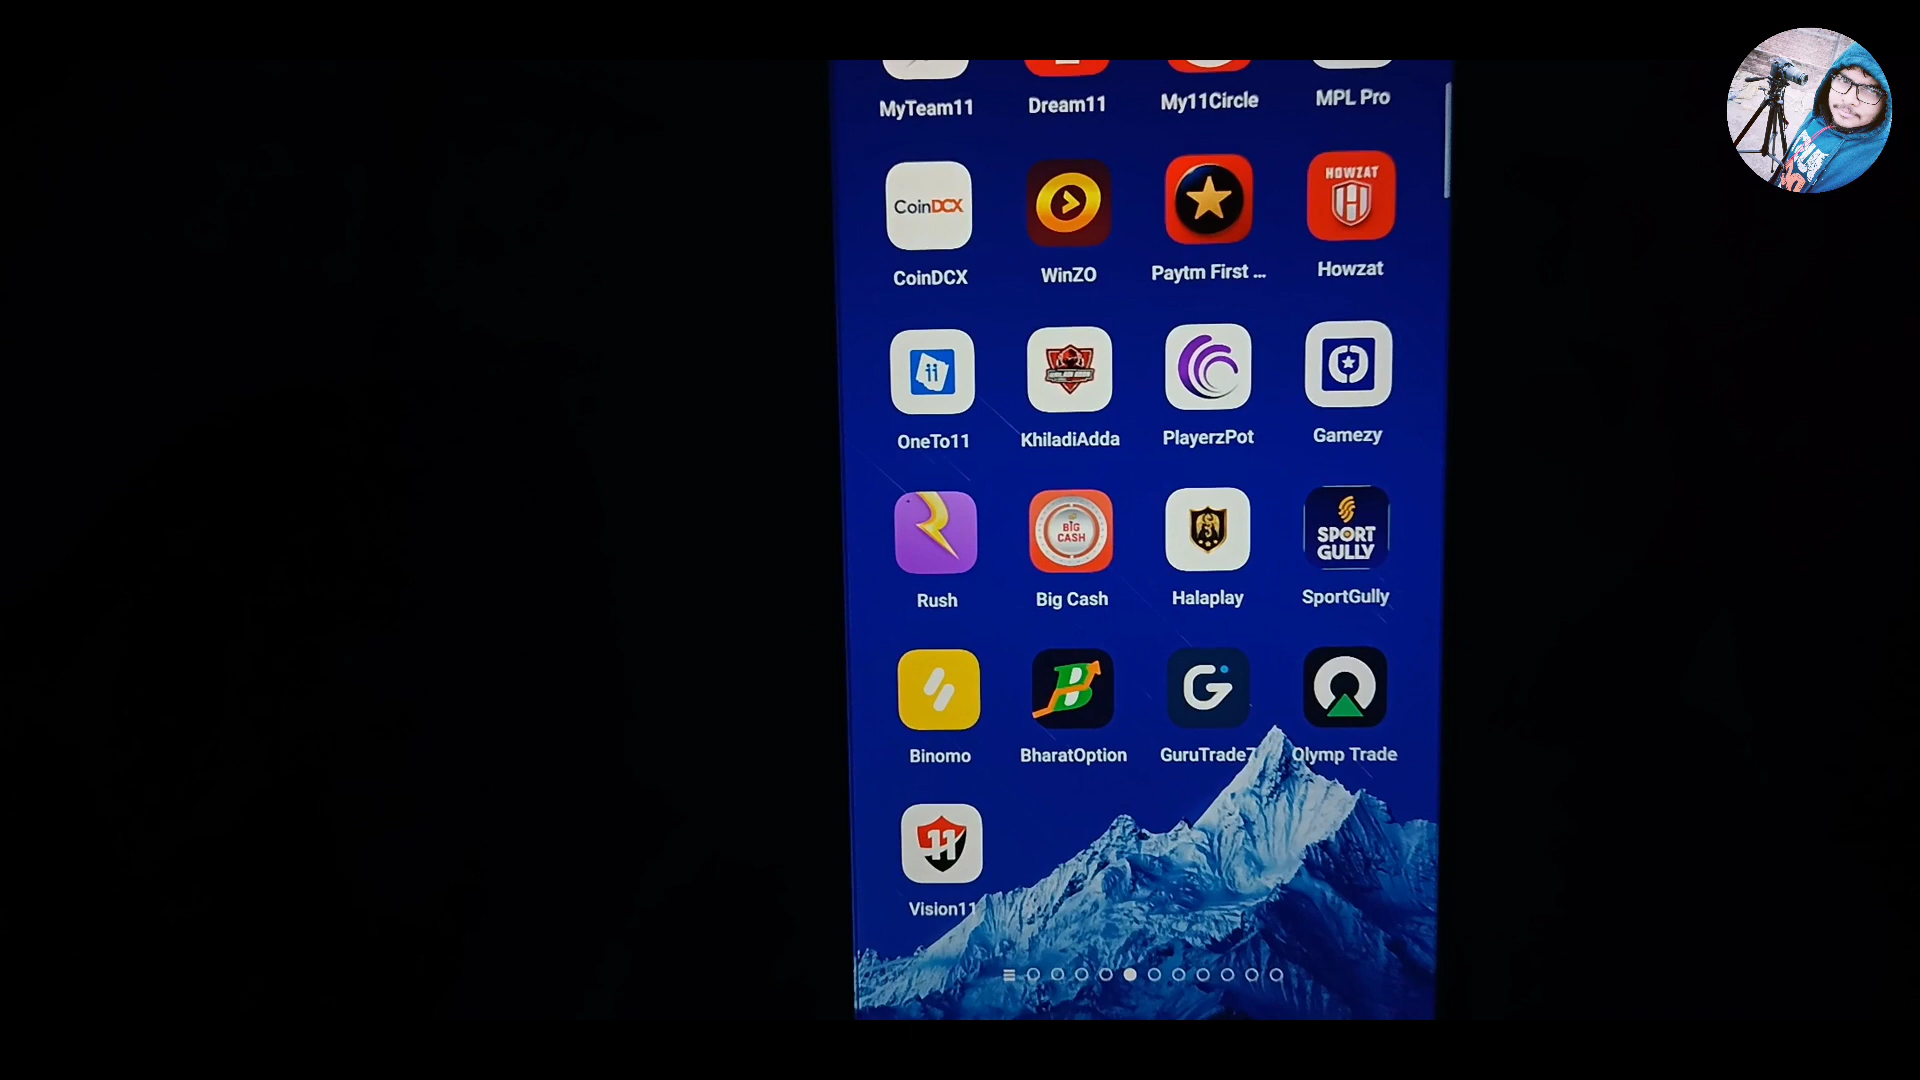 MyTeam11 Dream11 My11Circle MPL Pro
CoinDCX HOWZAT
CoinDCX WinZO Paytm First ... Howzat
OneTo11 KhiladiAdda PlayerzPot Gamezy
BIG CASH SPORT GULLY
Rush Big Cash Halaplay SportGully
Binomo BharatOption GuruTrade7 Olymp Trade
11
Vision11